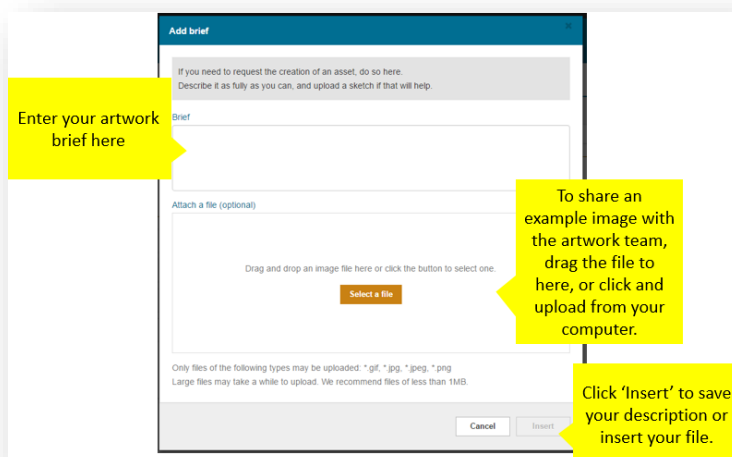 Add brief
×
If you need to request the creation of an asset, do so here.
Describe it as fully as you can, and upload a sketch if that will help.
Enter your artwork
brief here
Brief
Attach a file (optional)
To share an
example image with
the artwork team,
drag the file to
here, or click and
upload from your
computer.
Drag and drop an image file here or click the button to select one.
Select a file
Only files of the following types may be uploaded: *.gif, *.jpg, *.jpeg, *.png
Large files may take a while to upload. We recommend files of less than 1MB.
Click ‘Insert’ to save
your description or
insert your file.
Cancel
Insert